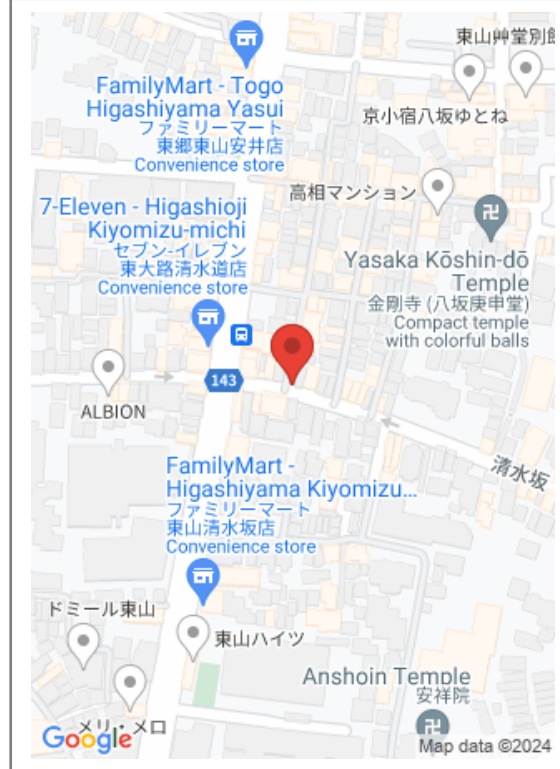 東山艸堂別館
FamilyMart - Togo
Higashiyama Yasui
ファミリーマート
東郷東山安井店
Convenience store
京小宿八坂ゆとね
高相マンション
7-Eleven - Higashioji
Kiyomizu-michi
セブン-イレブン
東大路清水道店
Convenience store
Yasaka Kōshin-dō
Temple
金剛寺 (八坂庚申堂)
Compact temple
with colorful balls
143
ALBION
清水坂
FamilyMart -
Higashiyama Kiyomizu...
ファミリーマート
東山清水坂店
Convenience store
ドミール東山
東山ハイツ
Anshoin Temple
安祥院
メリ・メロ
Google
Map data ©2024